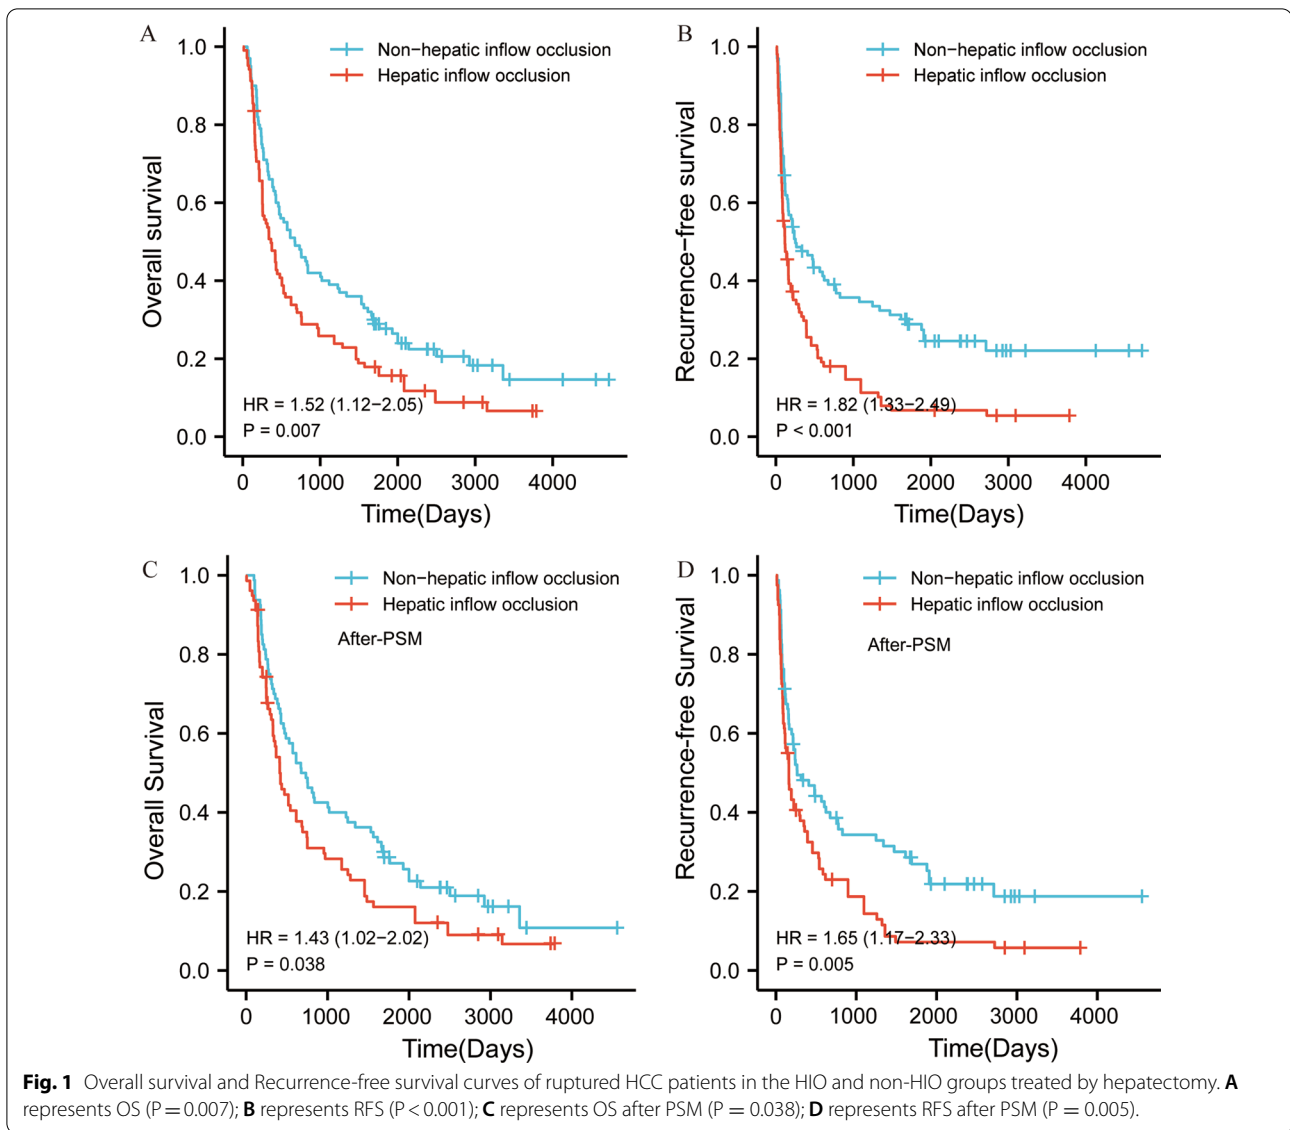 A
Non-hepatic inflow occlusion
Hepatic inflow occlusion
1.0
0.8
0.6
0.4
0.2
0.0
Overall survival
HR = 1.52 (1.12-2.05)
P = 0.007
0 1000 2000 3000 4000
Time(Days)
B
Non-hepatic inflow occlusion
Hepatic inflow occlusion
1.0
0.8
0.6
0.4
0.2
0.0
Recurrence-free survival
HR = 1.82 (1.33-2.49)
P < 0.001
0 1000 2000 3000 4000
Time(Days)
C
Non-hepatic inflow occlusion
Hepatic inflow occlusion
After-PSM
1.0
0.8
0.6
0.4
0.2
0.0
Overall Survival
HR = 1.43 (1.02-2.02)
P = 0.038
0 1000 2000 3000 4000
Time(Days)
D
Non-hepatic inflow occlusion
Hepatic inflow occlusion
After-PSM
1.0
0.8
0.6
0.4
0.2
0.0
Recurrence-free Survival
HR = 1.65 (1.17-2.33)
P = 0.005
0 1000 2000 3000 4000
Time(Days)
Fig. 1 Overall survival and Recurrence-free survival curves of ruptured HCC patients in the HIO and non-HIO groups treated by hepatectomy. A
represents OS (P = 0.007); B represents RFS (P < 0.001); C represents OS after PSM (P = 0.038); D represents RFS after PSM (P = 0.005).